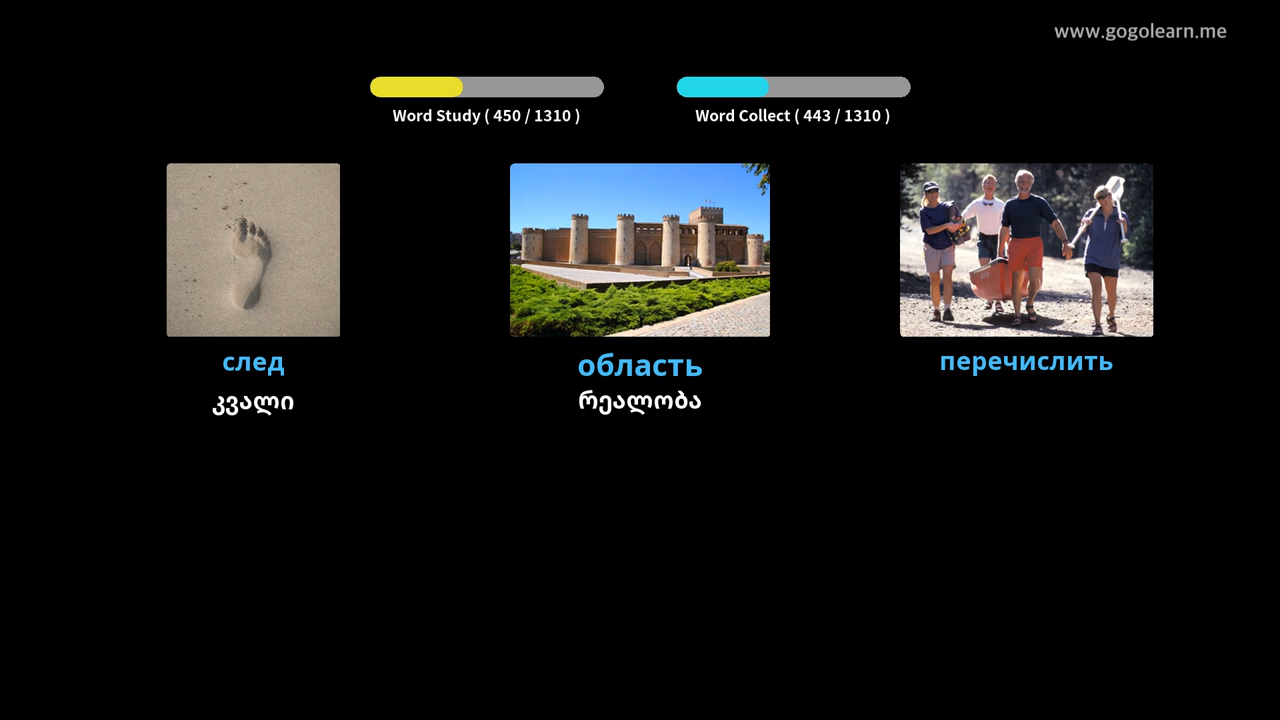 www.gogolearn.me
Word Study ( 450 / 1310 )
Word Collect ( 443 / 1310 )
след
область
перечислить
კვალი
რეალობა